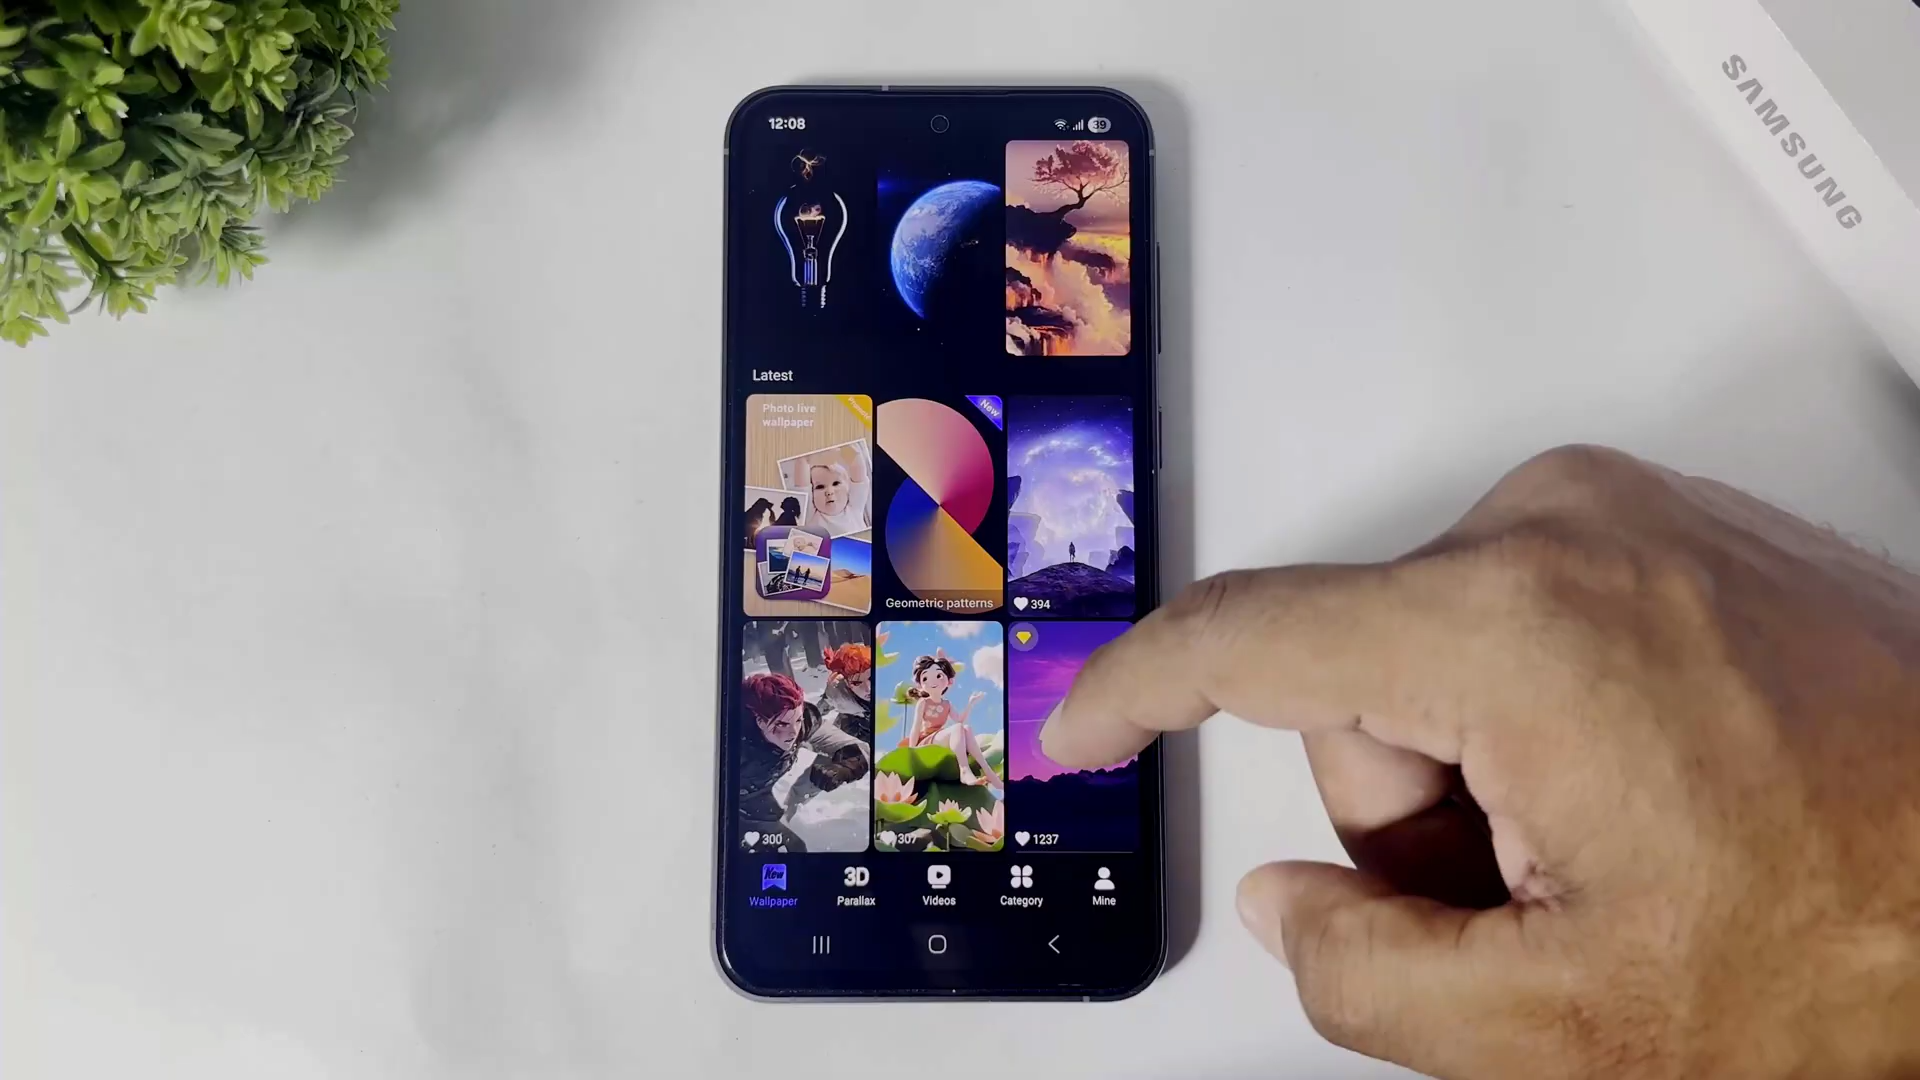 SAMSUNG
12:08
39
Latest
Photo live
wallpaper
New
Geometric patterns
394
300
307
1237
New
Wallpaper
3D
Parallax
Videos
Category
Mine